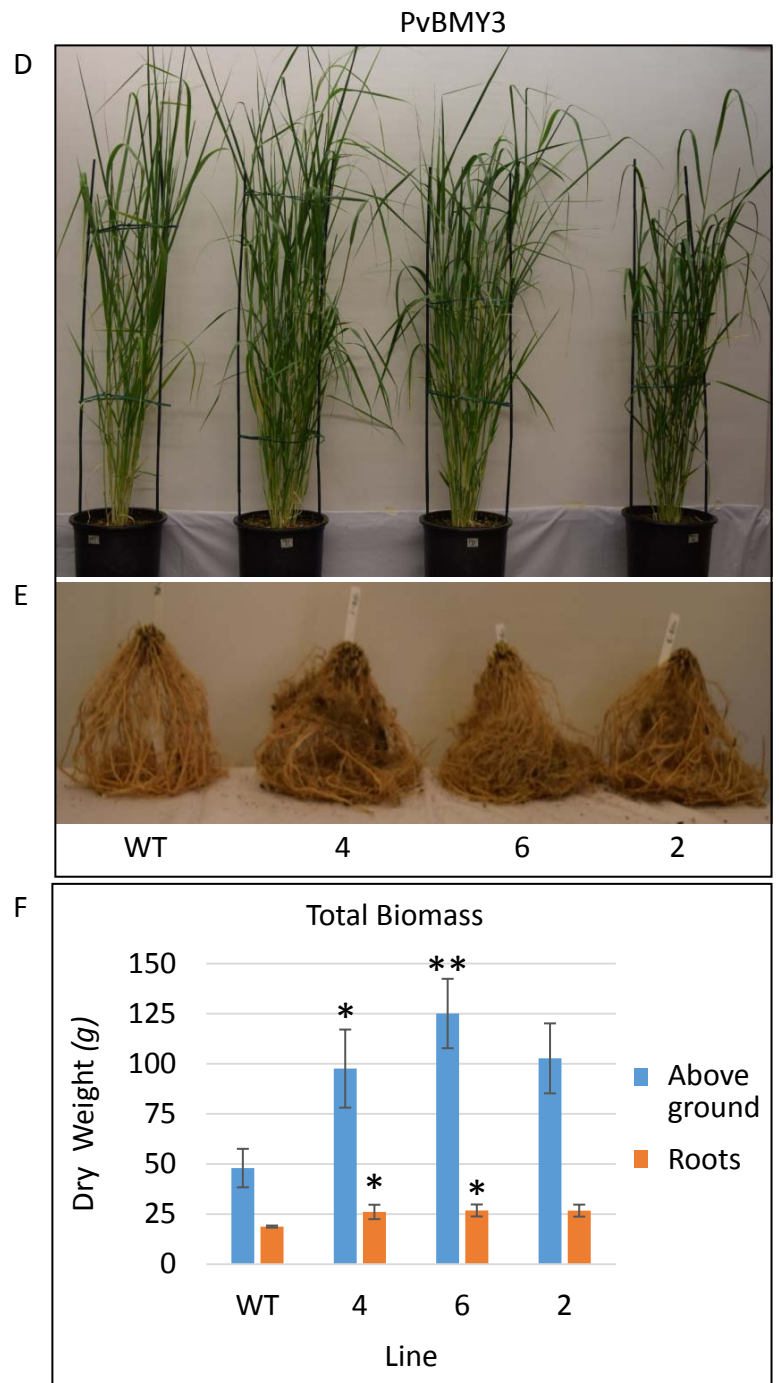 PvBMY3
D
E
WT 4 6 2
F
Total Biomass
150
125
100
75
50
25
0
Dry Weight (g)
*
*
**
*
Above
ground
Roots
WT 4 6 2
Line